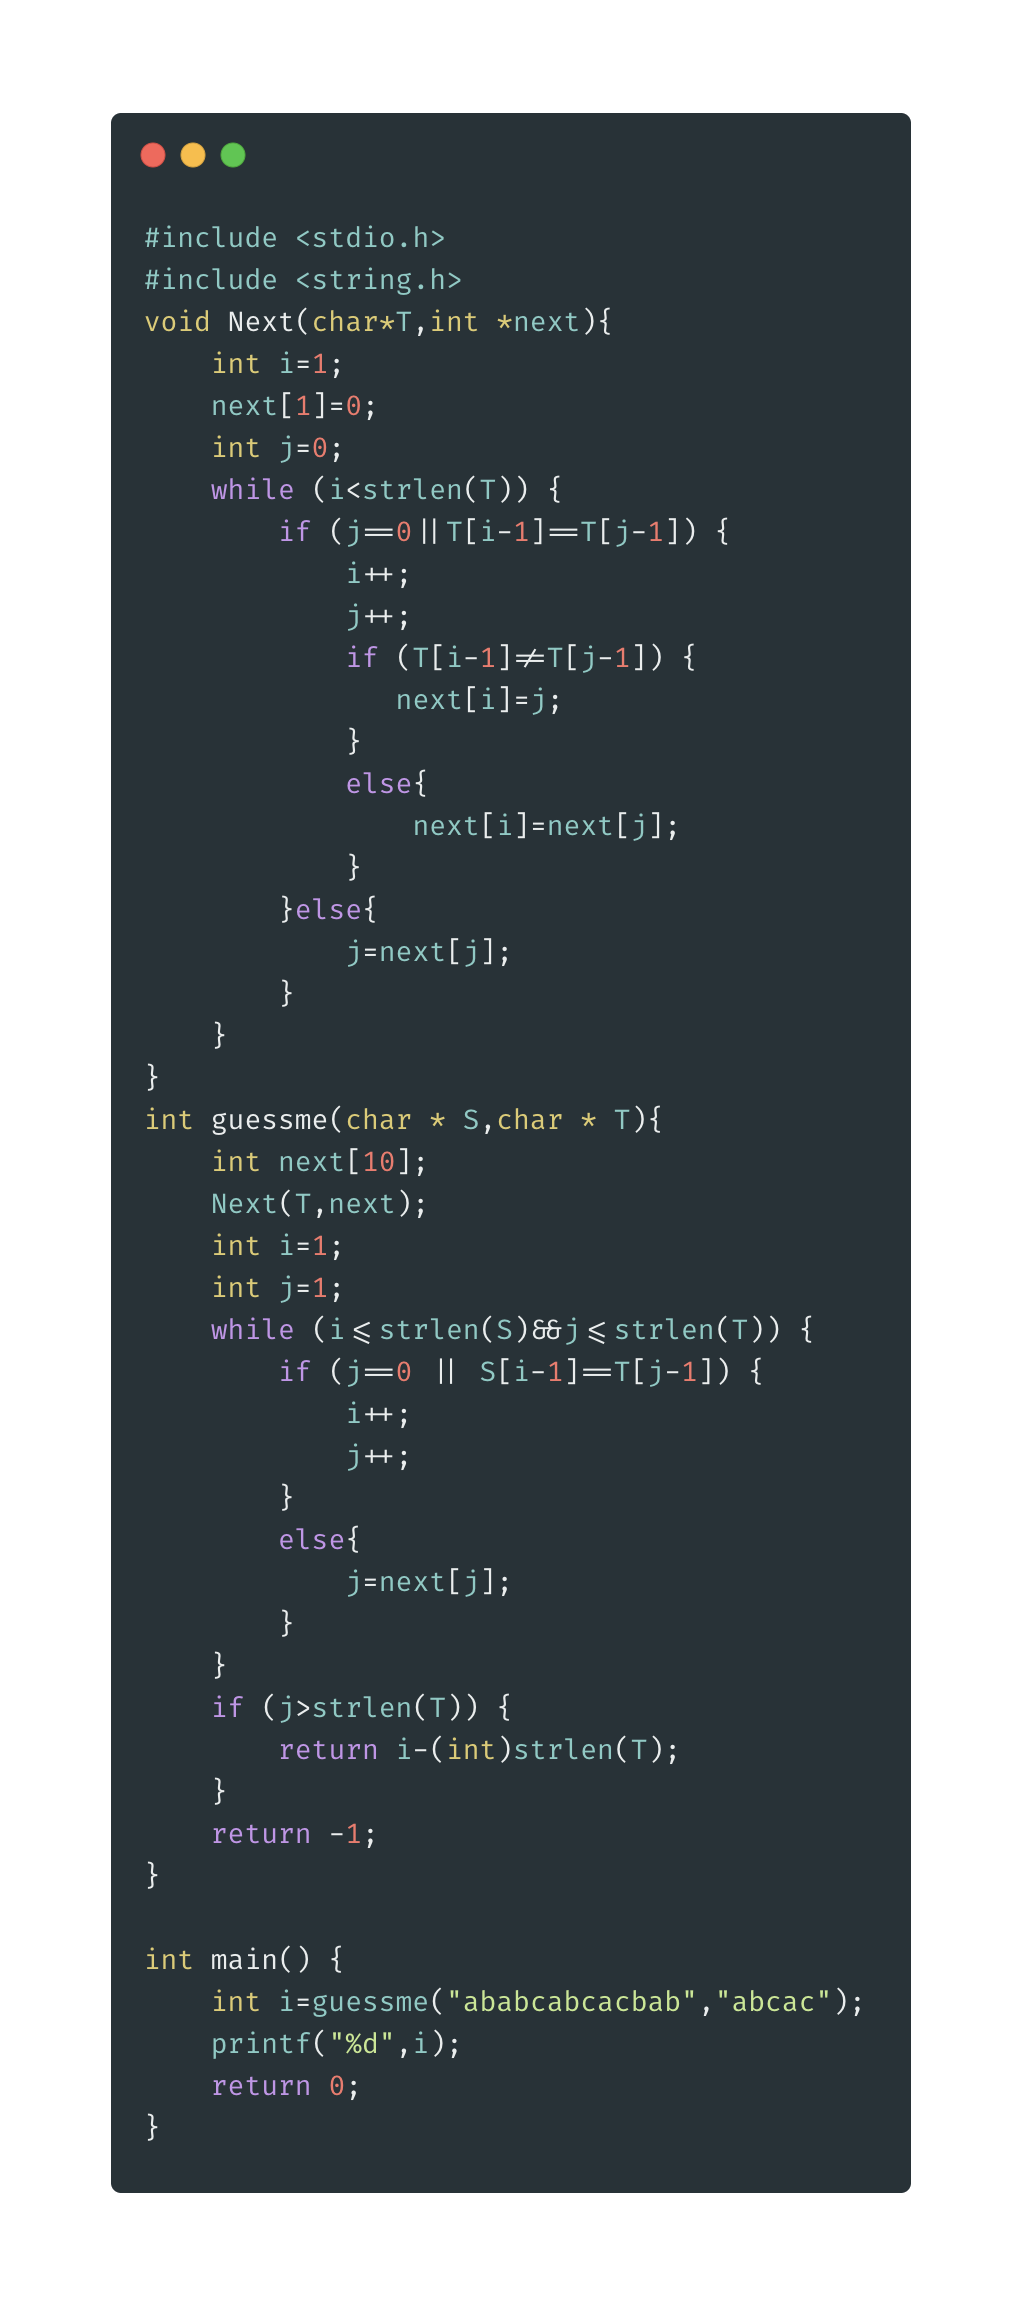 #include <stdio.h>
#include <string.h>
void Next(char*T,int *next){
    int i=1;
    next[1]=0;
    int j=0;
    while (i<strlen(T)) {
        if (j==0||T[i-1]==T[j-1]) {
            i++;
            j++;
            if (T[i-1]!=T[j-1]) {
               next[i]=j;
            }
            else{
                next[i]=next[j];
            }
        }else{
            j=next[j];
        }
    }
}
int guessme(char * S,char * T){
    int next[10];
    Next(T,next);
    int i=1;
    int j=1;
    while (i<=strlen(S)&&j<=strlen(T)) {
        if (j==0 || S[i-1]==T[j-1]) {
            i++;
            j++;
        }
        else{
            j=next[j];
        }
    }
    if (j>strlen(T)) {
        return i-(int)strlen(T);
    }
    return -1;
}

int main() {
    int i=guessme("ababcabcacbab","abcac");
    printf("%d",i);
    return 0;
}